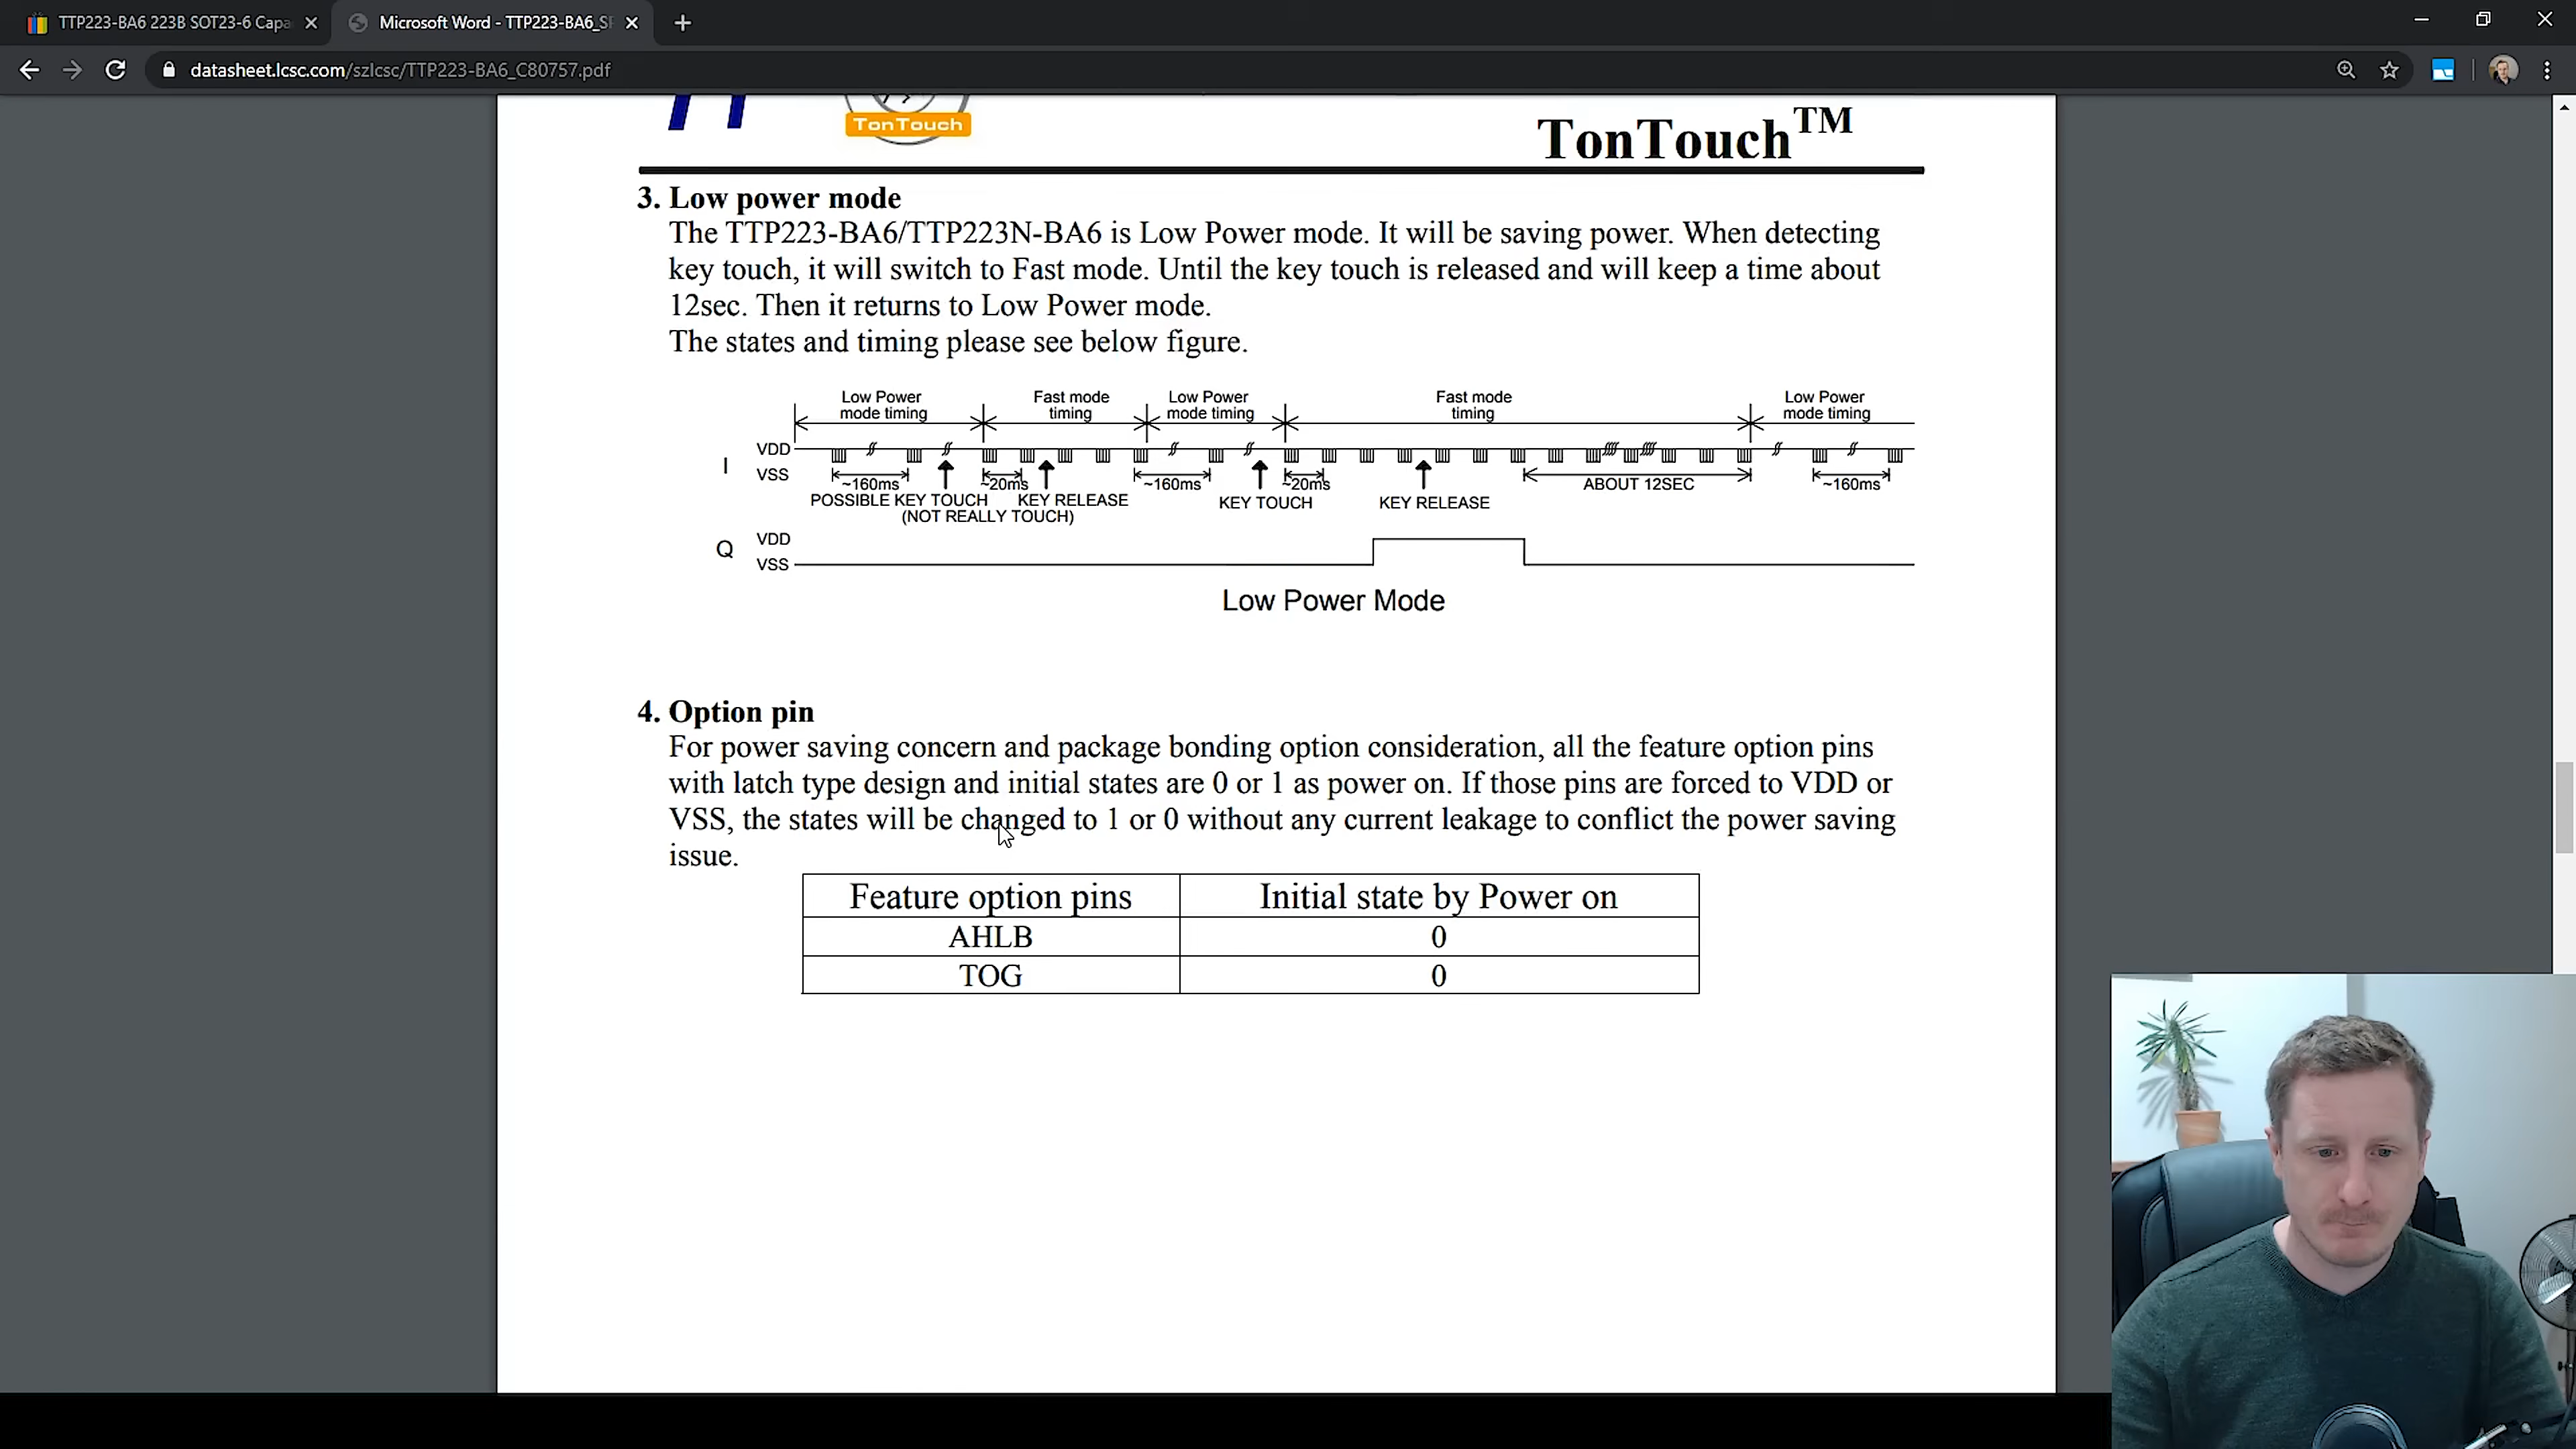 TTP223-BA6 223B SOT23-6 Capa
Microsoft Word - TTP223-BA6_SP
datasheet.lcsc.com/szlcsc/TTP223-BA6_C80757.pdf
TonTouch
TonTouch™
3. Low power mode
The TTP223-BA6/TTP223N-BA6 is Low Power mode. It will be saving power. When detecting
key touch, it will switch to Fast mode. Until the key touch is released and will keep a time about
12sec. Then it returns to Low Power mode.
The states and timing please see below figure.
Low Power mode timing
Fast mode timing
Low Power mode timing
Fast mode timing
Low Power mode timing
I
VDD
VSS
~160ms
~20ms
~160ms
~20ms
ABOUT 12SEC
~160ms
POSSIBLE KEY TOUCH
(NOT REALLY TOUCH)
KEY RELEASE
KEY TOUCH
KEY RELEASE
Q
VDD
VSS
Low Power Mode
4. Option pin
For power saving concern and package bonding option consideration, all the feature option pins
with latch type design and initial states are 0 or 1 as power on. If those pins are forced to VDD or
VSS, the states will be changed to 1 or 0 without any current leakage to conflict the power saving
issue.
Feature option pins Initial state by Power on
AHLB 0
TOG 0